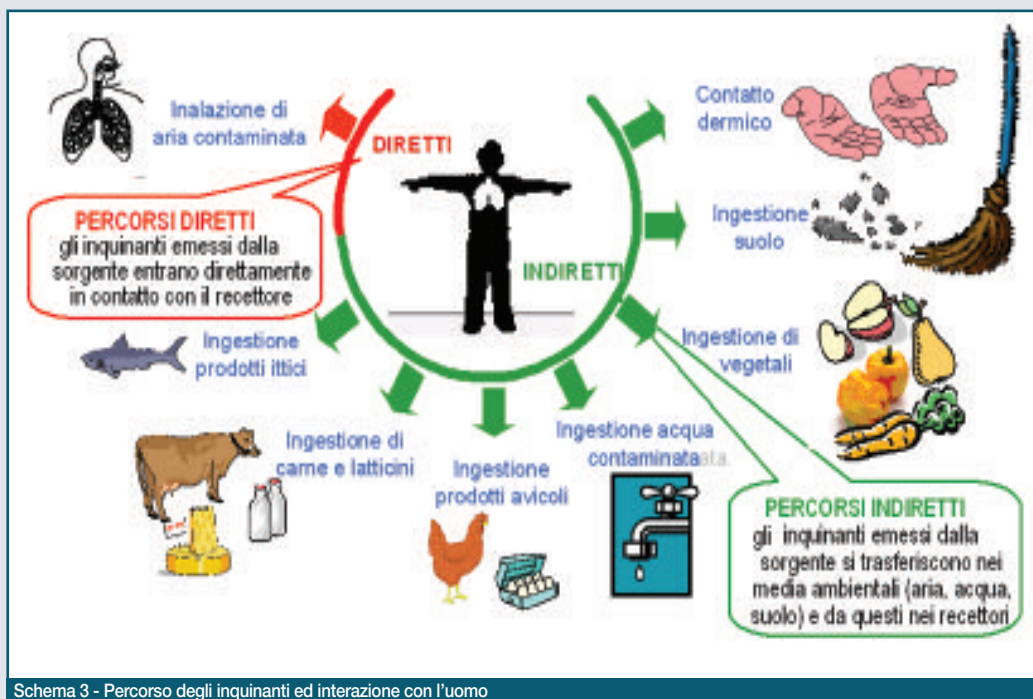 Inalazione di
aria contaminata
DIRETTI
PERCORSI DIRETTI
gli inquinanti emessi dalla
sorgente entrano direttamente
in contatto con il recettore
Ingestione
prodotti ittici
Ingestione di
carne e latticini
Ingestione
prodotti avicoli
Ingestione acqua
contaminataata.
Contatto
dermico
Ingestione
suolo
INDIRETTI
Ingestione di
vegetali
PERCORSI INDIRETTI
gli inquinanti emessi dalla
sorgente si trasferiscono nei
media ambientali (aria, acqua,
suolo) e da questi nei recettori
Schema 3 - Percorso degli inquinanti ed interazione con l'uomo